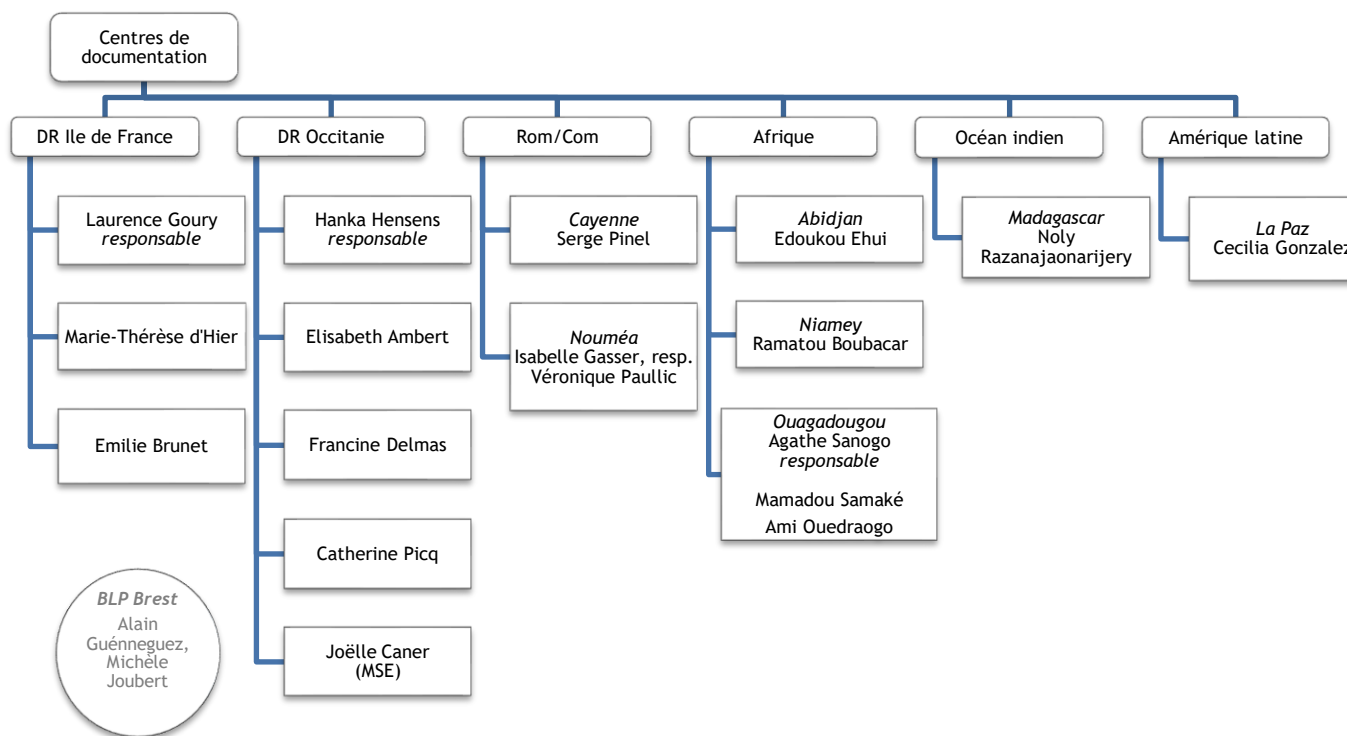 Centres de
documentation
DR Ile de France
DR Occitanie
Rom/Com
Afrique
Océan indien
Amérique latine
Laurence Goury
responsable
Marie-Thérèse d'Hier
Emilie Brunet
Hanka Hensens
responsable
Elisabeth Ambert
Francine Delmas
Catherine Picq
Joëlle Caner
(MSE)
Cayenne
Serge Pinel
Nouméa
Isabelle Gasser, resp.
Véronique Paullic
Abidjan
Edoukou Ehui
Niamey
Ramatou Boubacar
Ouagadougou
Agathe Sanogo
responsable
Mamadou Samaké
Ami Ouedraogo
Madagascar
Noly
Razanajaonarijery
La Paz
Cecilia Gonzalez
BLP Brest
Alain
Guénneguez,
Michèle
Joubert